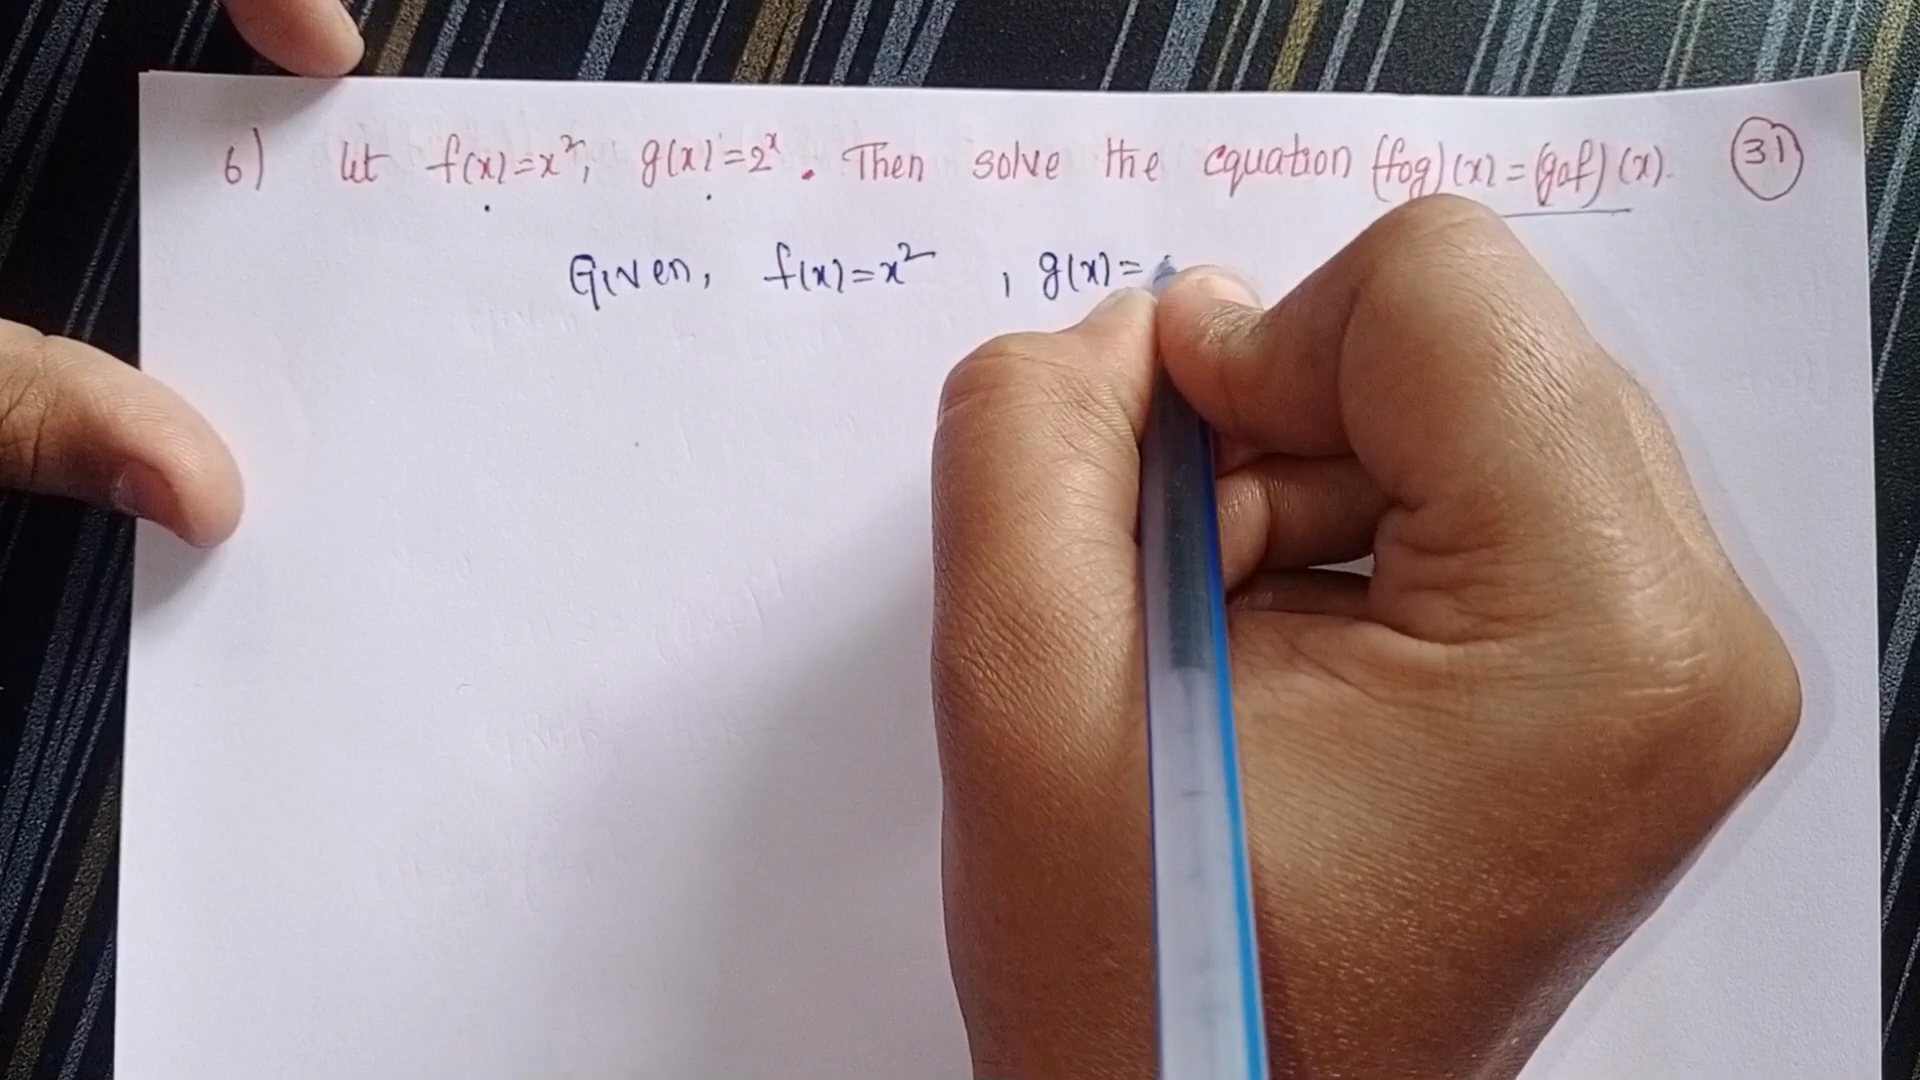 6) let f(x)=x², g(x)=2ˣ. Then solve the equation (fog)(x)=(gof)(x). 31
Given, f(x)=x² , g(x)=